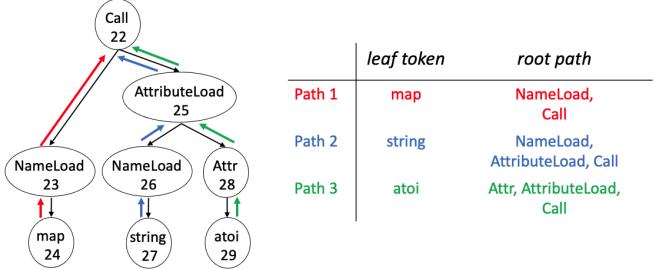 Call
22
AttributeLoad
25
NameLoad
23
NameLoad
26
Attr
28
map
24
string
27
atoi
29
leaf token root path
Path 1 map NameLoad,
Call
Path 2 string NameLoad,
AttributeLoad, Call
Path 3 atoi Attr, AttributeLoad,
Call